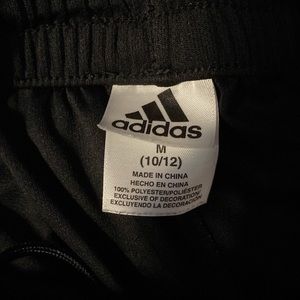 adidas
M
(10/12)
MADE IN CHINA
HECHO EN CHINA
100% POLYESTER/POLIÉSTER
EXCLUSIVE OF DECORATION
EXCLUYENDO LA DECORACIÓN